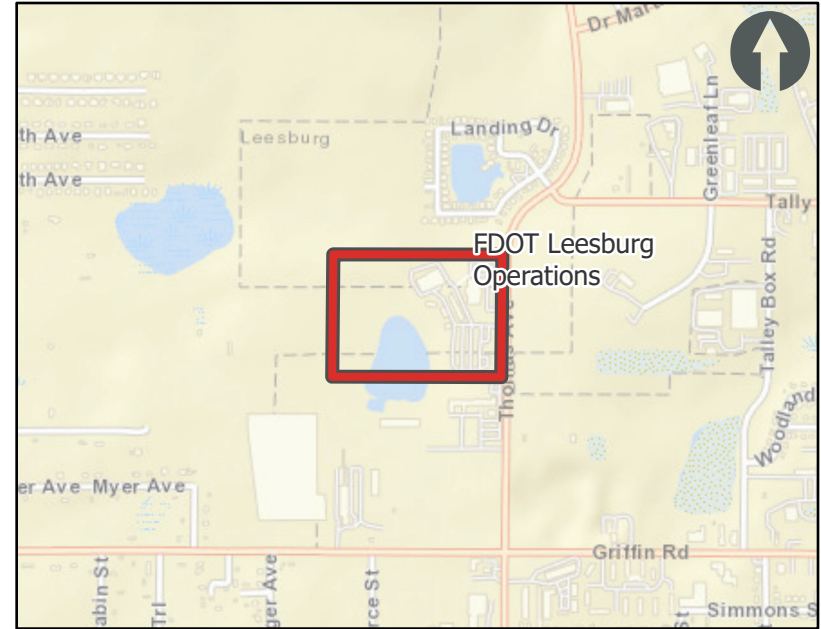 Dr Mar
Greenleaf Ln
th Ave
Leesburg
Landing Dr
th Ave
Tally
FDOT Leesburg
Operations
Talley Box Rd
Thomas Ave
Woodland
er Ave Myer Ave
Griffin Rd
abin St
Trl
ger Ave
rce St
St
Simmons S